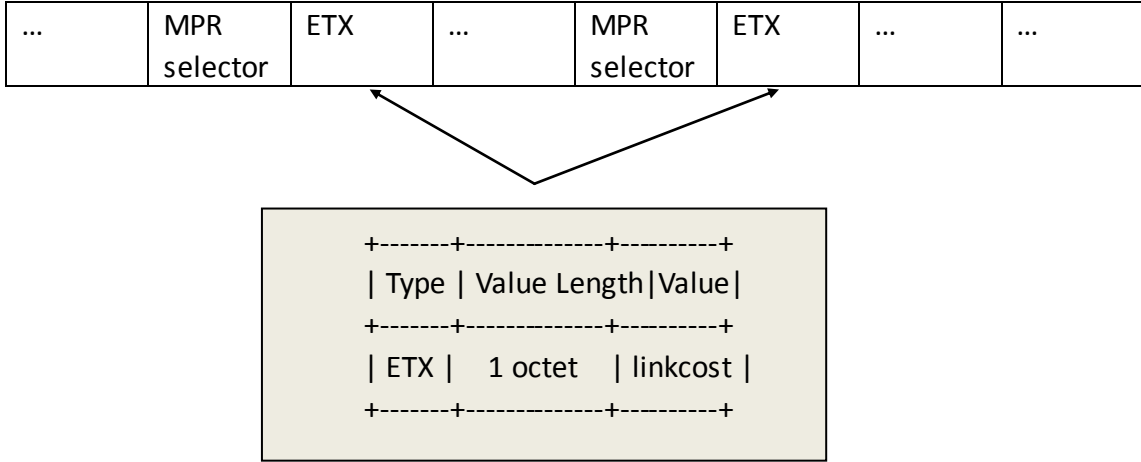 ... MPR ETX ... MPR ETX ... ...
selector selector
+-------+--------------+----------+
| Type | Value Length|Value|
+-------+--------------+----------+
| ETX | 1 octet | linkcost |
+-------+--------------+----------+